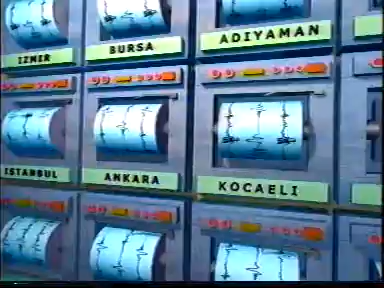 IZMIR
BURSA
ADIYAMAN
ISTANBUL
ANKARA
KOCAELI